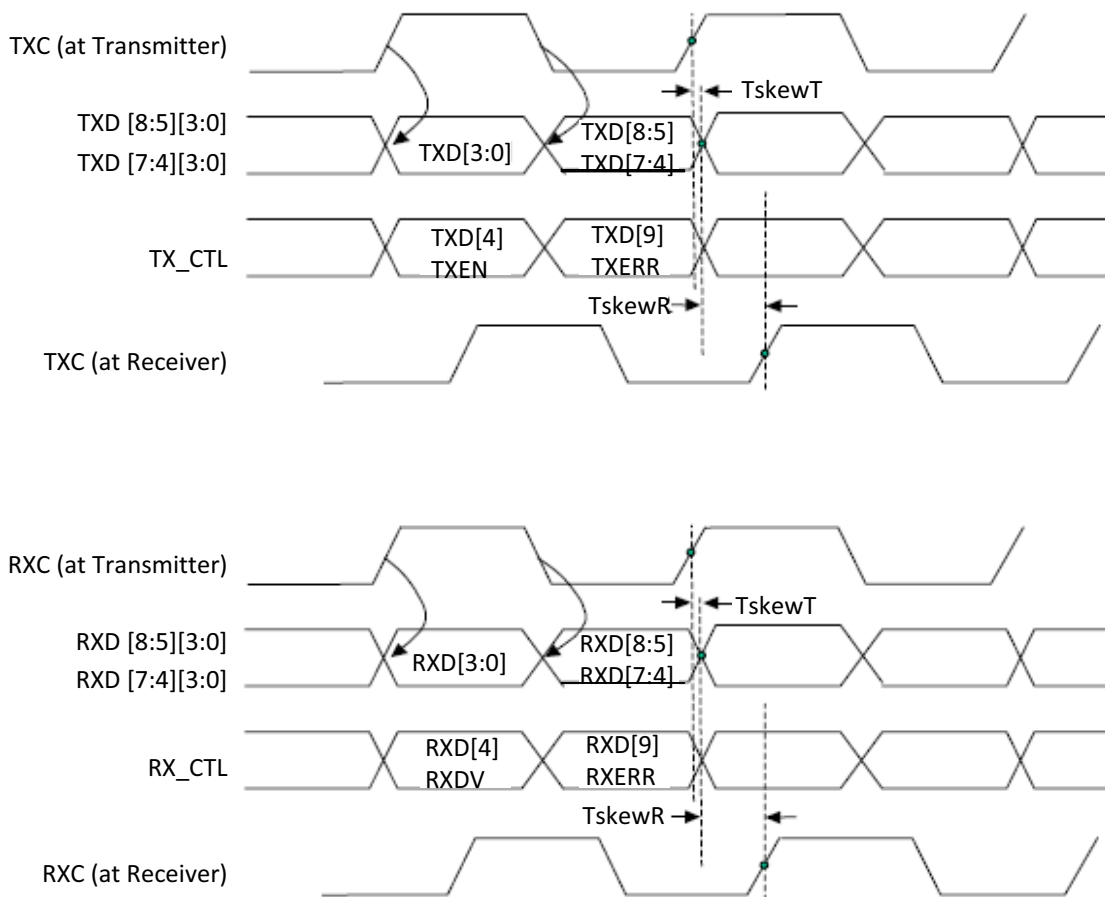 TXC (at Transmitter)
TskewT
TXD [8:5][3:0]
TXD [7:4][3:0]
TXD[3:0]
TXD[8:5]
TXD[7:4]
TX_CTL
TXD[4]
TXEN
TXD[9]
TXERR
TskewR
TXC (at Receiver)
RXC (at Transmitter)
TskewT
RXD [8:5][3:0]
RXD [7:4][3:0]
RXD[3:0]
RXD[8:5]
RXD[7:4]
RX_CTL
RXD[4]
RXDV
RXD[9]
RXERR
TskewR
RXC (at Receiver)